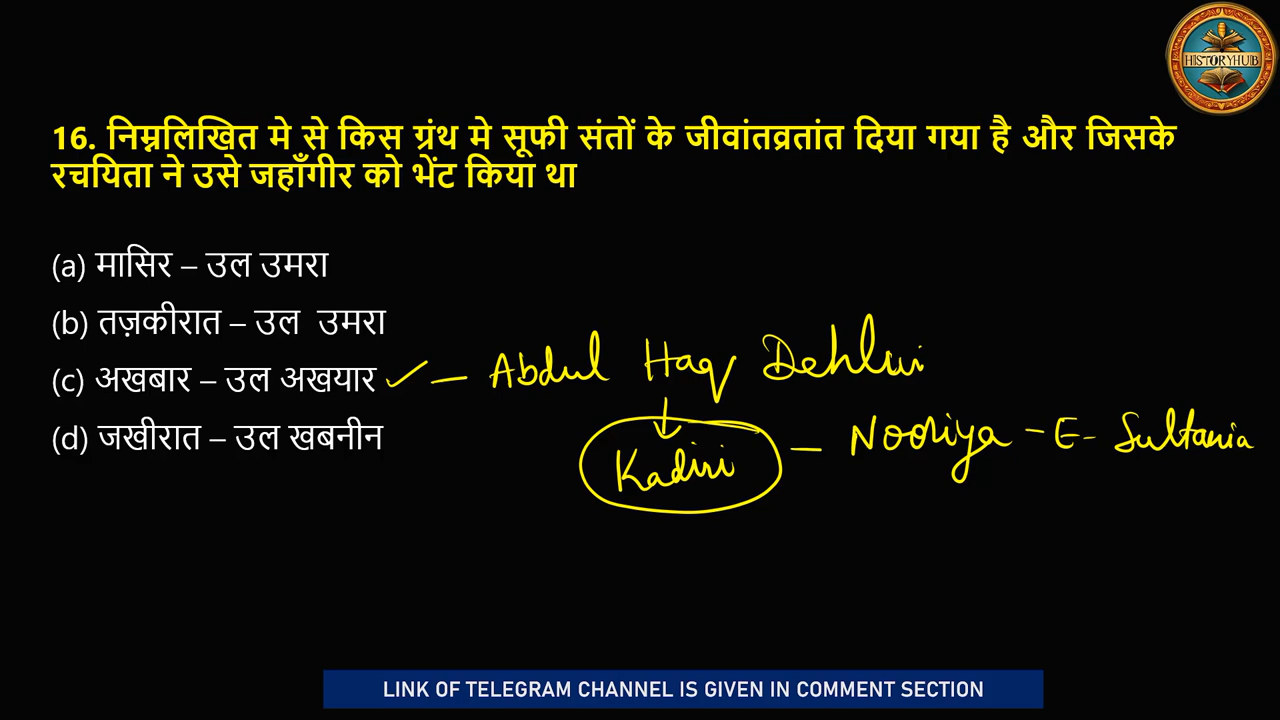 HISTORYHUB
16. निम्नलिखित मे से किस ग्रंथ मे सूफी संतों के जीवांतव्रतांत दिया गया है और जिसके
रचयिता ने उसे जहाँगीर को भेंट किया था
(a) मासिर – उल उमरा
(b) तज़कीरात – उल उमरा
(c) अखबार – उल अखयार ✓ – Abdul Haq Dehlwi
(d) जखीरात – उल खबनीन
Kadiri – Nooriya - E- Sultania
LINK OF TELEGRAM CHANNEL IS GIVEN IN COMMENT SECTION